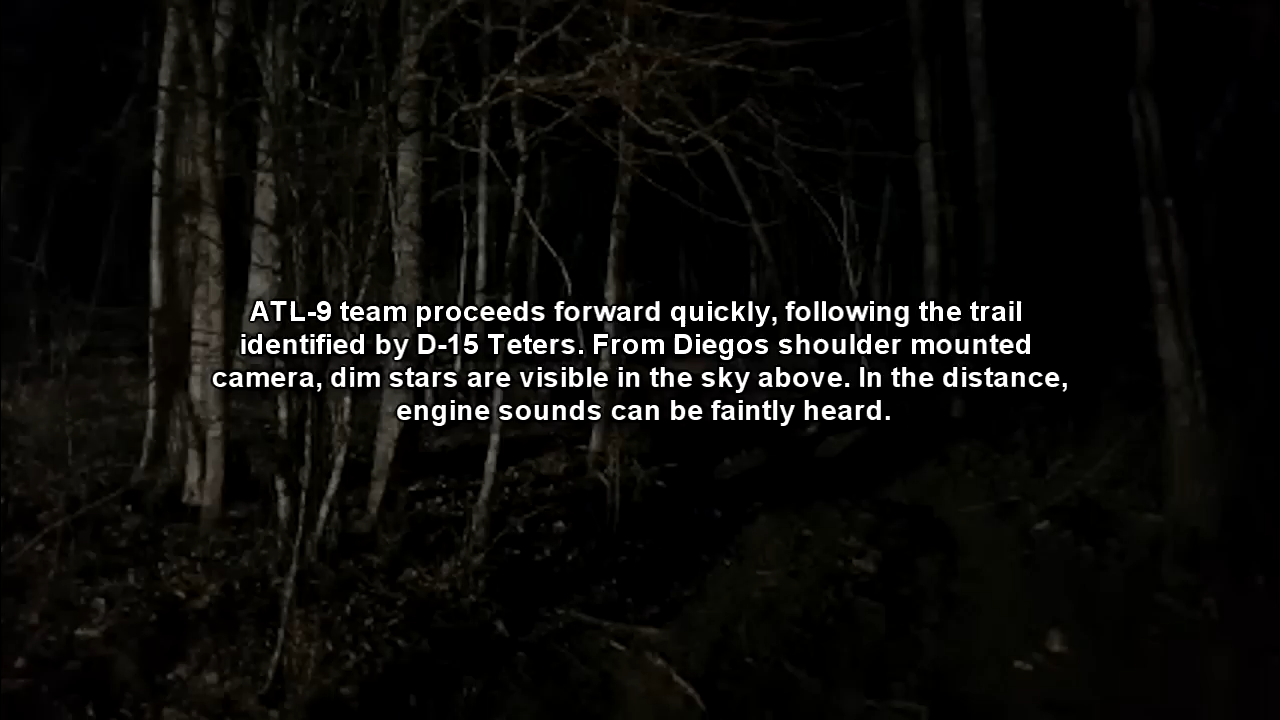 ATL-9 team proceeds forward quickly, following the trail
identified by D-15 Teters. From Diegos shoulder mounted
camera, dim stars are visible in the sky above. In the distance,
engine sounds can be faintly heard.